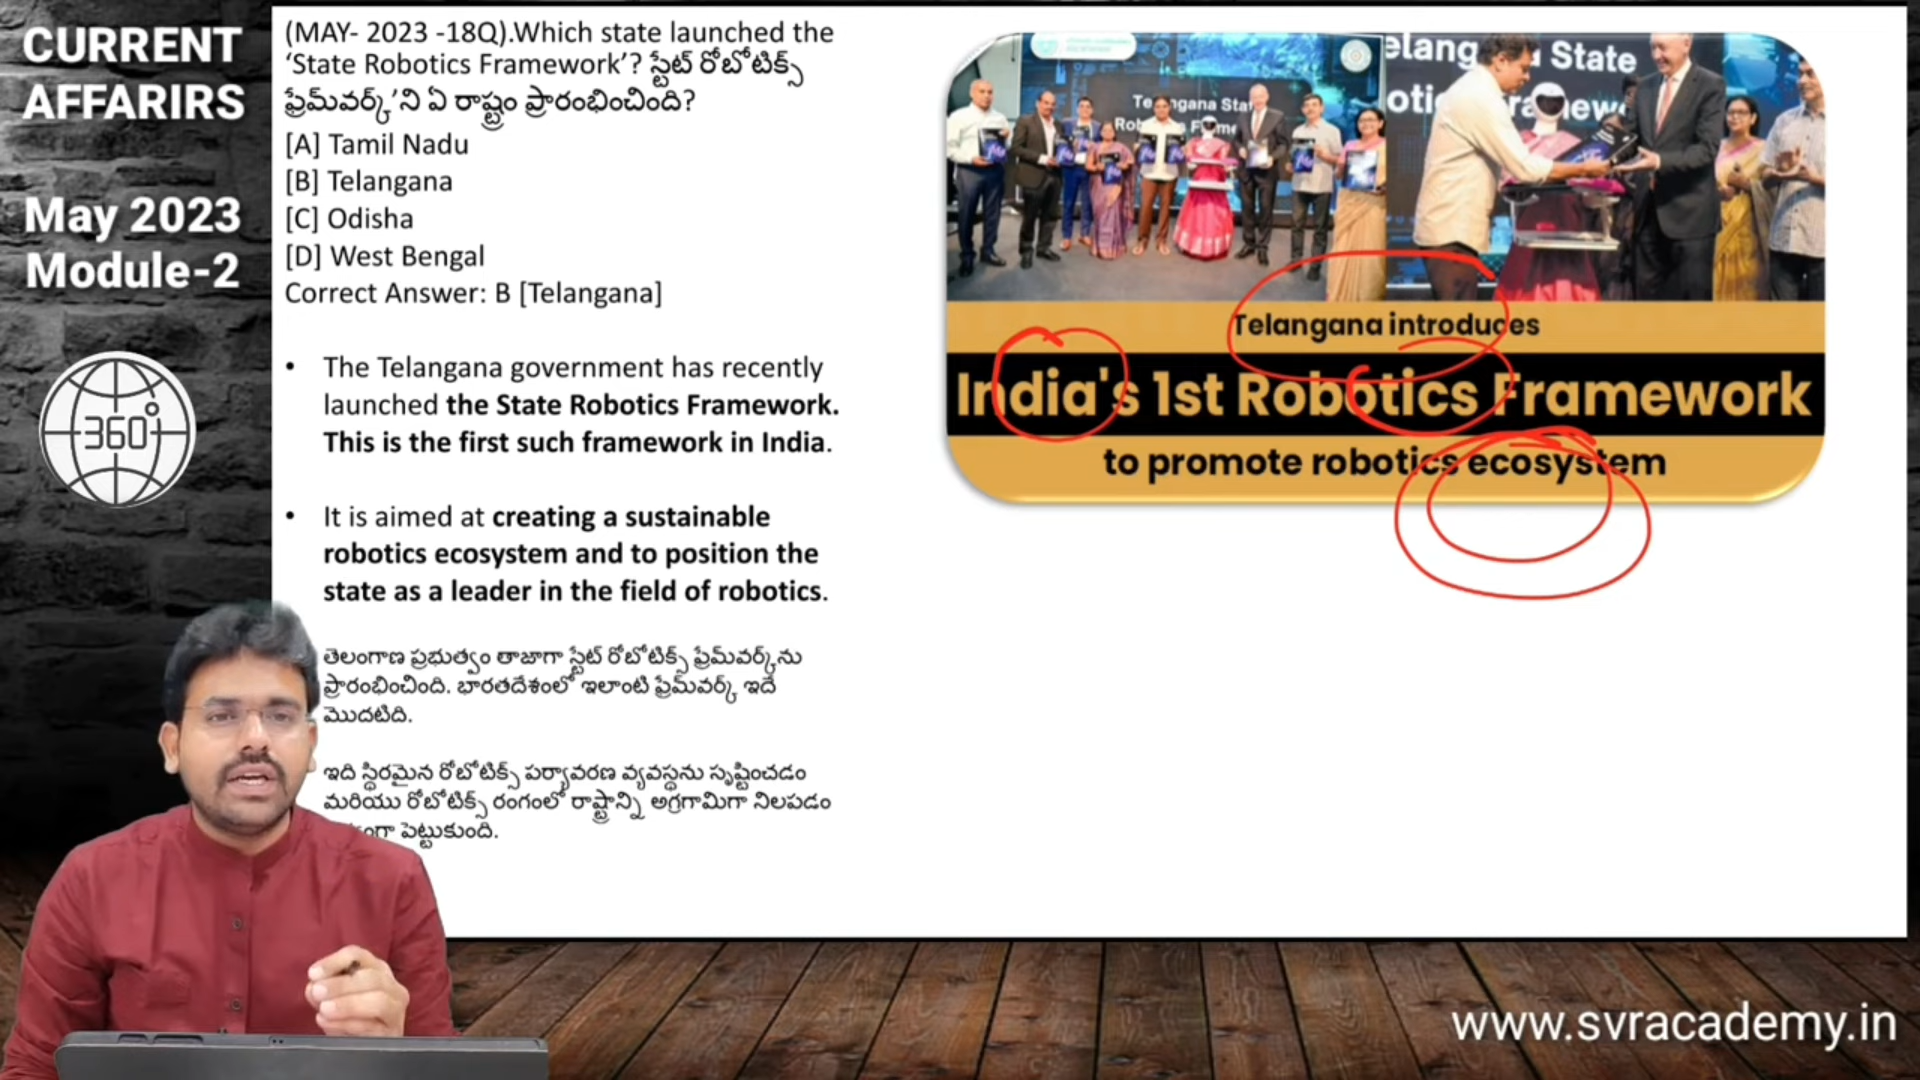 CURRENT
AFFARIRS
May 2023
Module-2
360°
(MAY- 2023 -18Q).Which state launched the
‘State Robotics Framework’? స్టేట్ రోబోటిక్స్
ఫ్రేమ్‌వర్క్’ని ఏ రాష్ట్రం ప్రారంభించింది?
[A] Tamil Nadu
[B] Telangana
[C] Odisha
[D] West Bengal
Correct Answer: B [Telangana]
• The Telangana government has recently
launched the State Robotics Framework.
This is the first such framework in India.
• It is aimed at creating a sustainable
robotics ecosystem and to position the
state as a leader in the field of robotics.
తెలంగాణ ప్రభుత్వం తాజాగా స్టేట్ రోబోటిక్స్ ఫ్రేమ్‌వర్క్‌ను
ప్రారంభించింది. భారతదేశంలో ఇలాంటి ఫ్రేమ్‌వర్క్ ఇదే
మొదటిది.
ఇది స్థిరమైన రోబోటిక్స్ పర్యావరణ వ్యవస్థను సృష్టించడం
మరియు రోబోటిక్స్ రంగంలో రాష్ట్రాన్ని అగ్రగామిగా నిలపడం
పెట్టుకుంది.
State
Telangana introduces
India's 1st Robotics Framework
to promote robotics ecosystem
www.svracademy.in